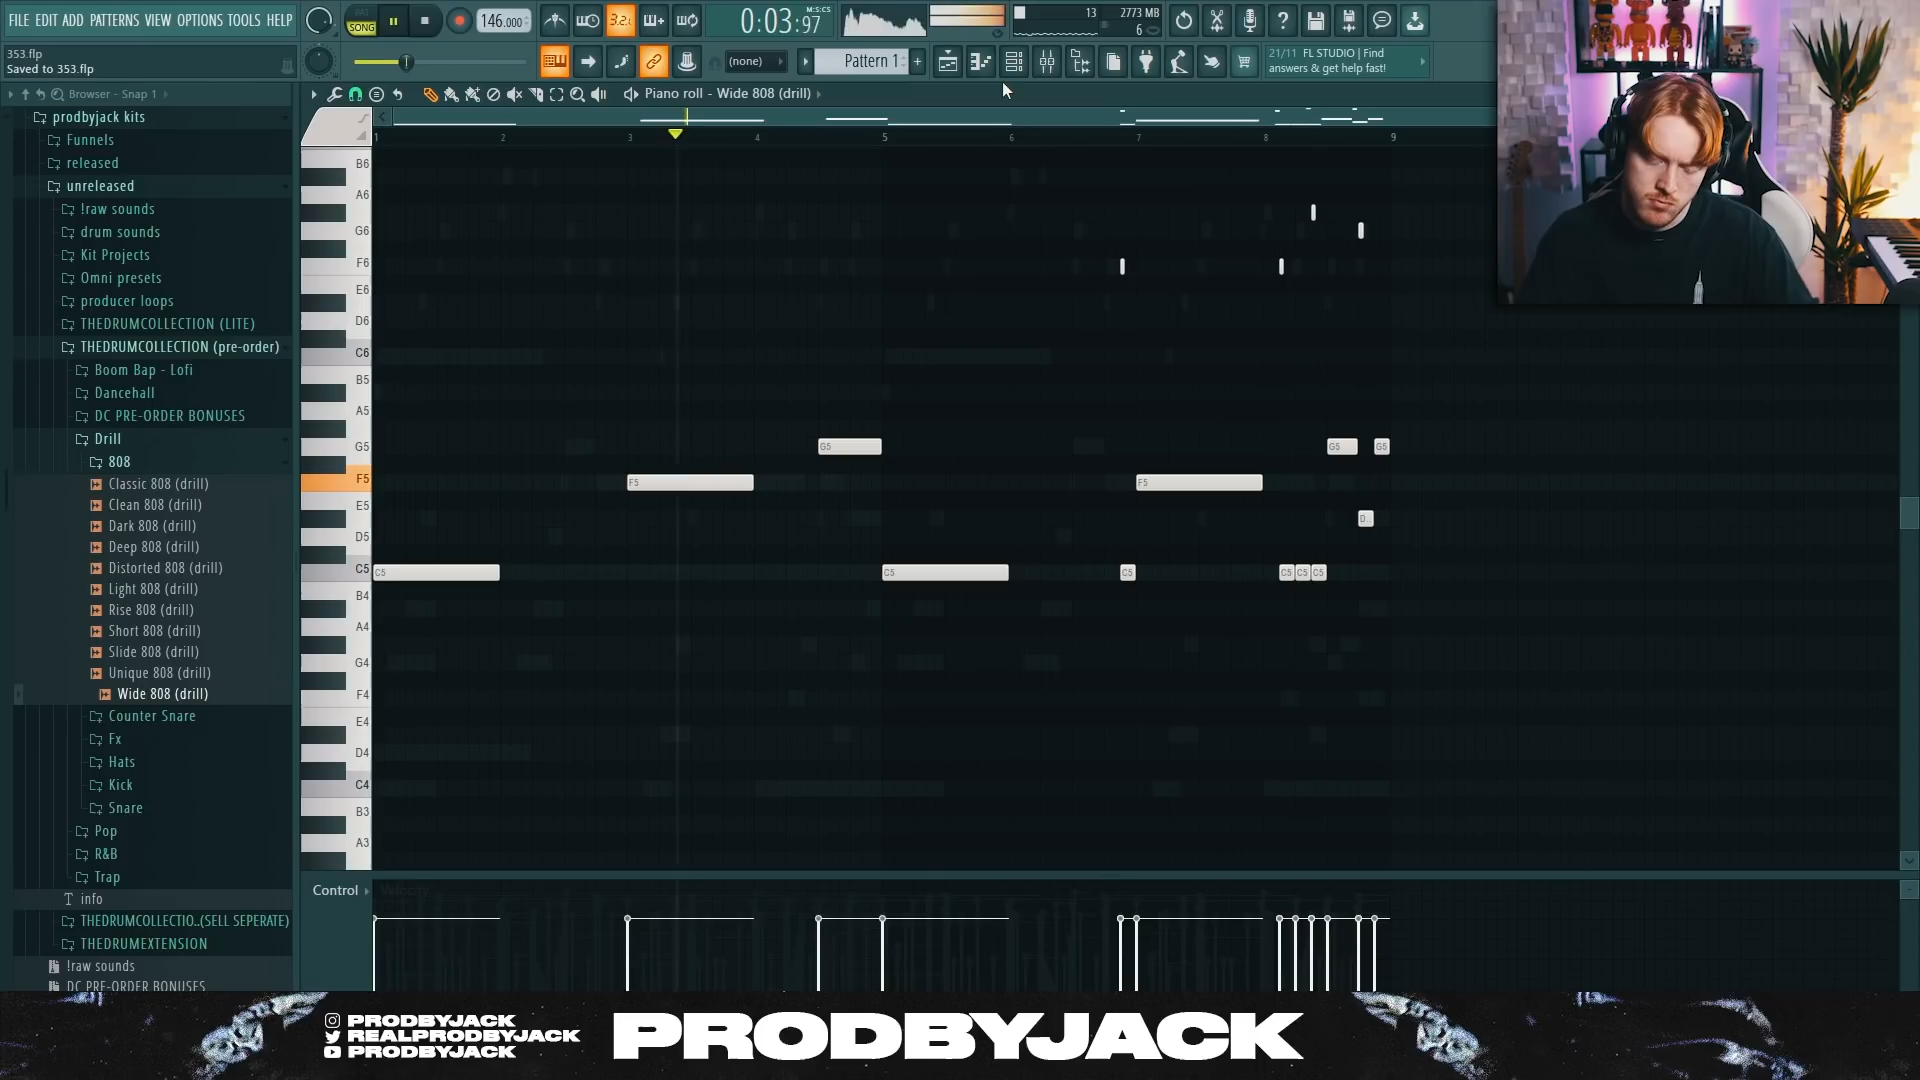 FILE EDIT ADD PATTERNS VIEW OPTIONS TOOLS HELP
PAT
SONG
146.000
3.2.
0:03:97
M:S:CS
13
2773 MB
6
353.flp
Saved to 353.flp
(none)
Pattern 1
+
21/11 FL STUDIO | Find
answers & get help fast!
Browser - Snap 1
Piano roll - Wide 808 (drill)
prodbyjack kits
Funnels
released
unreleased
!raw sounds
drum sounds
Kit Projects
Omni presets
producer loops
THEDRUMCOLLECTION (LITE)
THEDRUMCOLLECTION (pre-order)
Boom Bap - Lofi
Dancehall
DC PRE-ORDER BONUSES
Drill
808
Classic 808 (drill)
Clean 808 (drill)
Dark 808 (drill)
Deep 808 (drill)
Distorted 808 (drill)
Light 808 (drill)
Rise 808 (drill)
Short 808 (drill)
Slide 808 (drill)
Unique 808 (drill)
Wide 808 (drill)
Counter Snare
Fx
Hats
Kick
Snare
Pop
R&B
Trap
info
THEDRUMCOLLECTIO..(SELL SEPERATE)
THEDRUMEXTENSION
!raw sounds
DC PRE-ORDER BONUSES
1 2 3 4 5 6 7 8 9
B6
A6
G6
F6
E6
D6
C6
B5
A5
G5 G5 G5 G5
F5 F5 F5
E5 D..
D5
C5 C5 C5 C5 C5 C5 C5
B4
A4
G4
F4
E4
D4
C4
B3
A3
Control Velocity
PRODBYJACK
REALPRODBYJACK
PRODBYJACK
PRODBYJACK